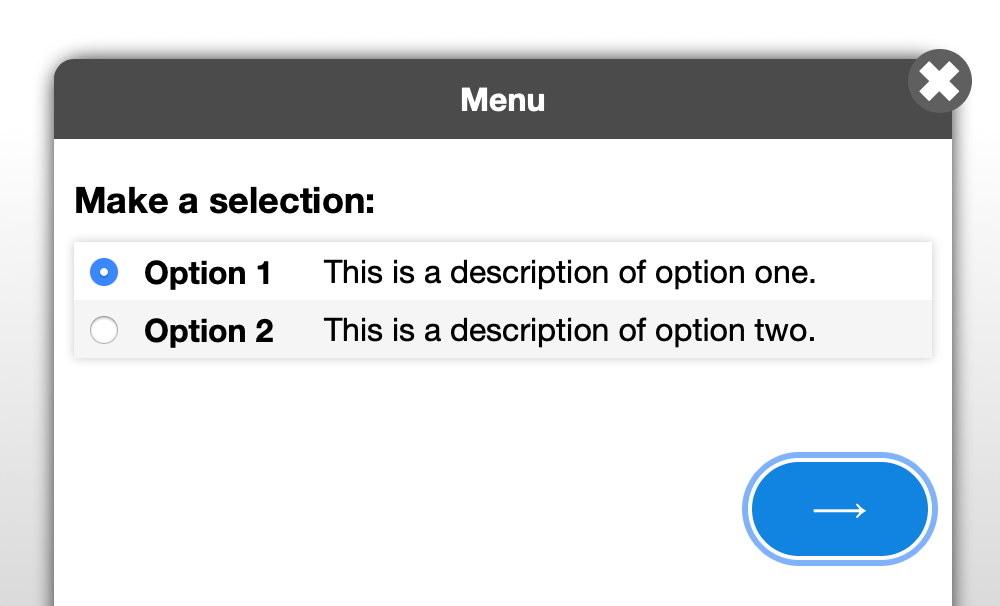 Menu
Make a selection:
Option 1 This is a description of option one.
Option 2 This is a description of option two.